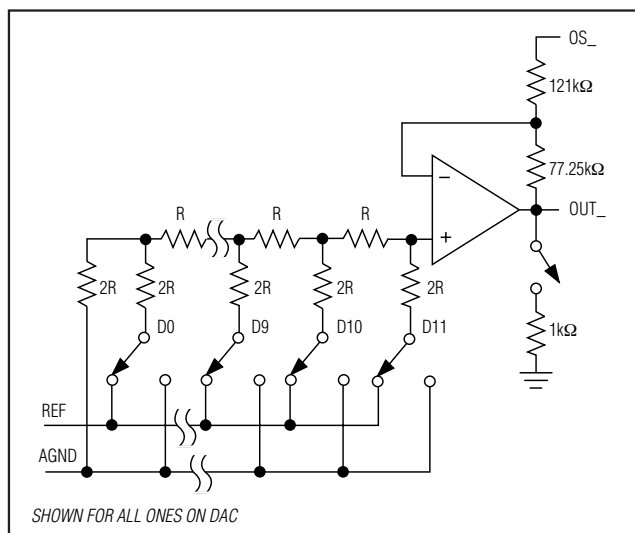 OS_
121kΩ
77.25kΩ
−
+
OUT_
R
R
R
2R
2R
2R
2R
2R
D0
D9
D10
D11
1kΩ
REF
AGND
SHOWN FOR ALL ONES ON DAC